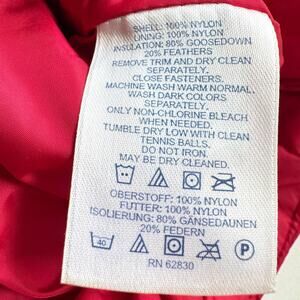 SHELL: 100% NYLON
LINING: 100% NYLON
INSULATION: 80% GOOSEDOWN
20% FEATHERS
REMOVE TRIM AND DRY CLEAN
SEPARATELY.
CLOSE FASTENERS.
MACHINE WASH WARM NORMAL.
WASH DARK COLORS
SEPARATELY.
ONLY NON-CHLORINE BLEACH
WHEN NEEDED.
TUMBLE DRY LOW WITH CLEAN
TENNIS BALLS.
DO NOT IRON.
MAY BE DRY CLEANED.
OBERSTOFF: 100% NYLON
FUTTER: 100% NYLON
ISOLIERUNG: 80% GÄNSEDAUNEN
20% FEDERN
40
P
RN 62830